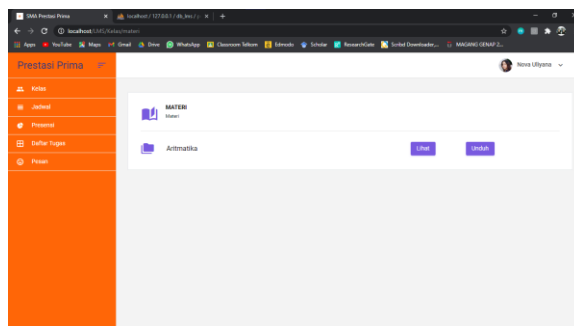 SMA Prestasi Prima
localhost / 127.0.0.1 / db_lms /
localhost/LMS/Kelas/materi
Apps YouTube Maps Gmail Drive WhatsApp Classroom Telkom Edmodo Scholar ResearchGate Scribd Downloader,... MAGANG GENAP 2...
Prestasi Prima
Nova Uliyana
Kelas
Jadwal
Presensi
Daftar Tugas
Pesan
MATERI
Materi
Aritmatika Lihat Unduh